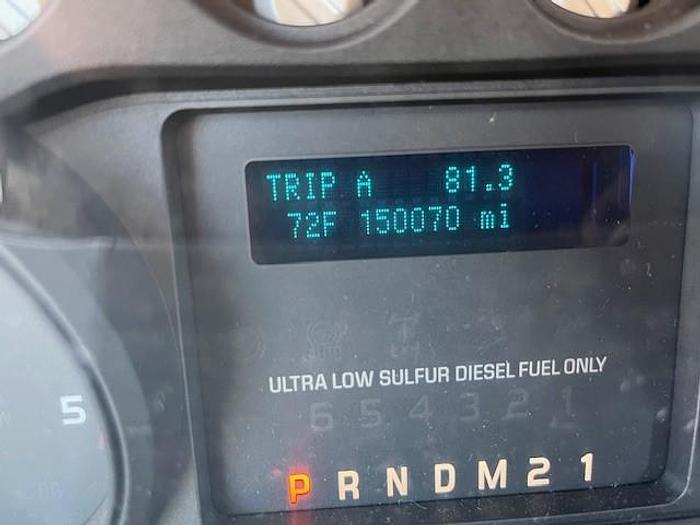 TRIP A 81.3
72F 150070 mi
ULTRA LOW SULFUR DIESEL FUEL ONLY
6 5 4 3 2 1
5
P R N D M 2 1